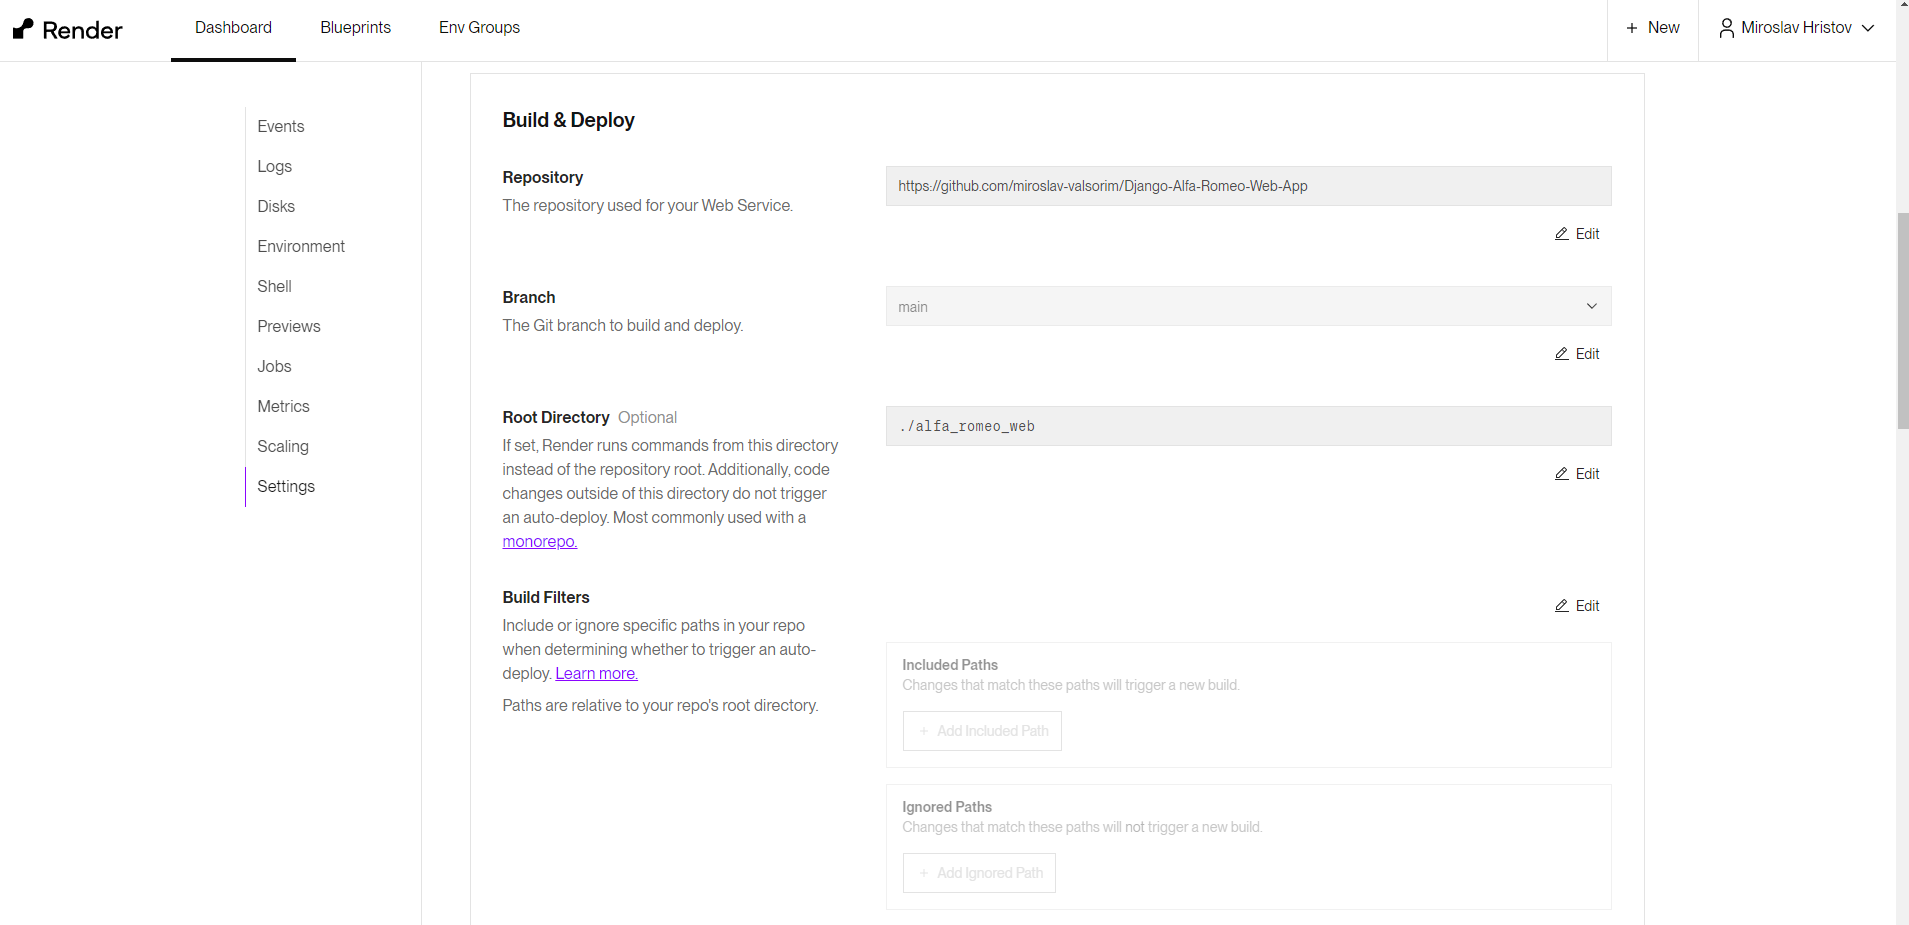 Render
Dashboard
Blueprints
Env Groups
+ New
Miroslav Hristov
Events
Logs
Disks
Environment
Shell
Previews
Jobs
Metrics
Scaling
Settings
Build & Deploy
Repository
The repository used for your Web Service.
https://github.com/miroslav-valsorim/Django-Alfa-Romeo-Web-App
Edit
Branch
The Git branch to build and deploy.
main
Edit
Root Directory Optional
If set, Render runs commands from this directory
instead of the repository root. Additionally, code
changes outside of this directory do not trigger
an auto-deploy. Most commonly used with a
monorepo.
./alfa_romeo_web
Edit
Build Filters
Include or ignore specific paths in your repo
when determining whether to trigger an auto-
deploy. Learn more.
Paths are relative to your repo's root directory.
Edit
Included Paths
Changes that match these paths will trigger a new build.
+ Add Included Path
Ignored Paths
Changes that match these paths will not trigger a new build.
+ Add Ignored Path